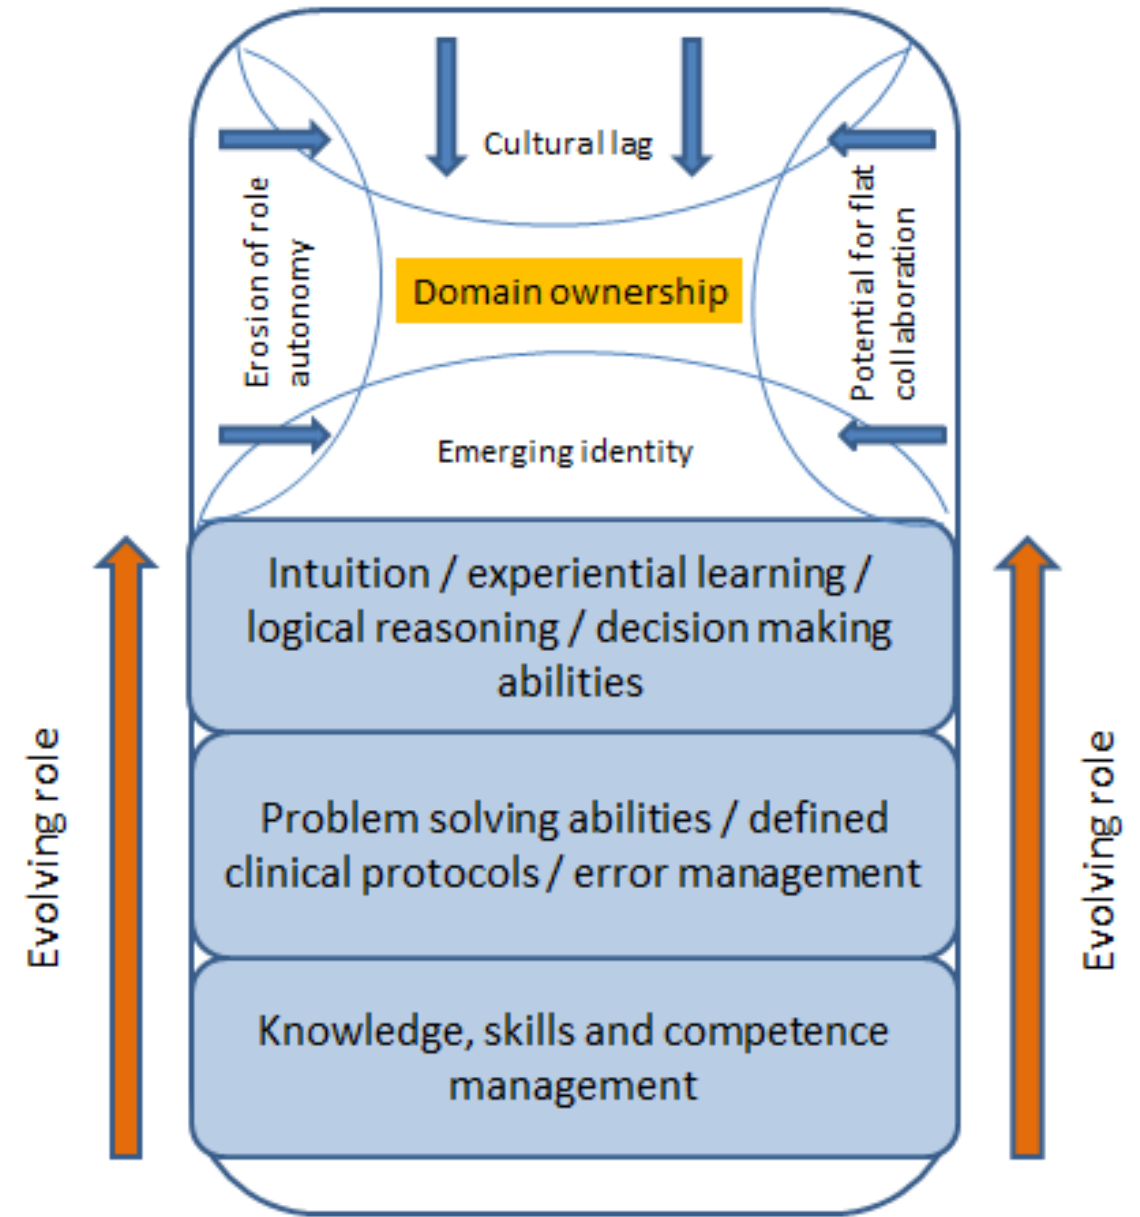 Cultural lag
Erosion of role
autonomy
Domain ownership
Potential for flat
collaboration
Emerging identity
Intuition / experiential learning /
logical reasoning / decision making
abilities
Evolving role
Problem solving abilities / defined
clinical protocols / error management
Evolving role
Knowledge, skills and competence
management